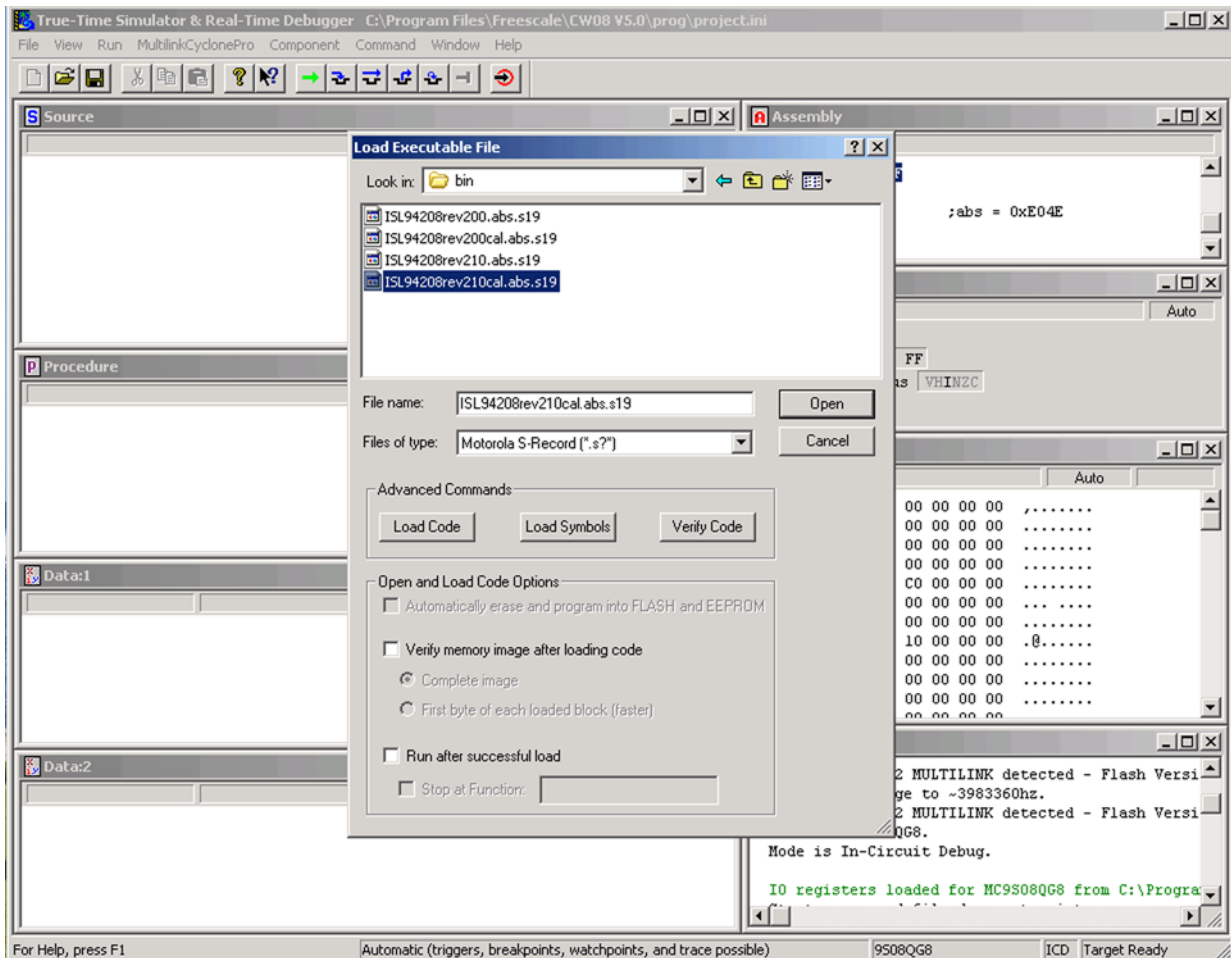 True-Time Simulator & Real-Time Debugger C:\Program Files\Freescale\CW08 V5.0\prog\project.ini
File View Run MultilinkCyclonePro Component Command Window Help
Source
Assembly
;abs = 0xE04E
Auto
FF
VHINZC
Procedure
Data:1
Data:2
Load Executable File
Look in: bin
ISL94208rev200.abs.s19
ISL94208rev200cal.abs.s19
ISL94208rev210.abs.s19
ISL94208rev210cal.abs.s19
File name: ISL94208rev210cal.abs.s19 Open
Files of type: Motorola S-Record (*.s?*) Cancel
Advanced Commands
Load Code Load Symbols Verify Code
Open and Load Code Options
Automatically erase and program into FLASH and EEPROM
Verify memory image after loading code
Complete image
First byte of each loaded block (faster)
Run after successful load
Stop at Function:
Auto
00 00 00 00 ,.......
00 00 00 00 ........
00 00 00 00 ........
00 00 00 00 ........
C0 00 00 00 ........
00 00 00 00 ... ....
00 00 00 00 ........
10 00 00 00 .@......
00 00 00 00 ........
00 00 00 00 ........
00 00 00 00 ........
2 MULTILINK detected - Flash Versi
ge to ~3983360hz.
2 MULTILINK detected - Flash Versi
QG8.
Mode is In-Circuit Debug.
IO registers loaded for MC9S08QG8 from C:\Progra
For Help, press F1 Automatic (triggers, breakpoints, watchpoints, and trace possible) 9S08QG8 ICD Target Ready